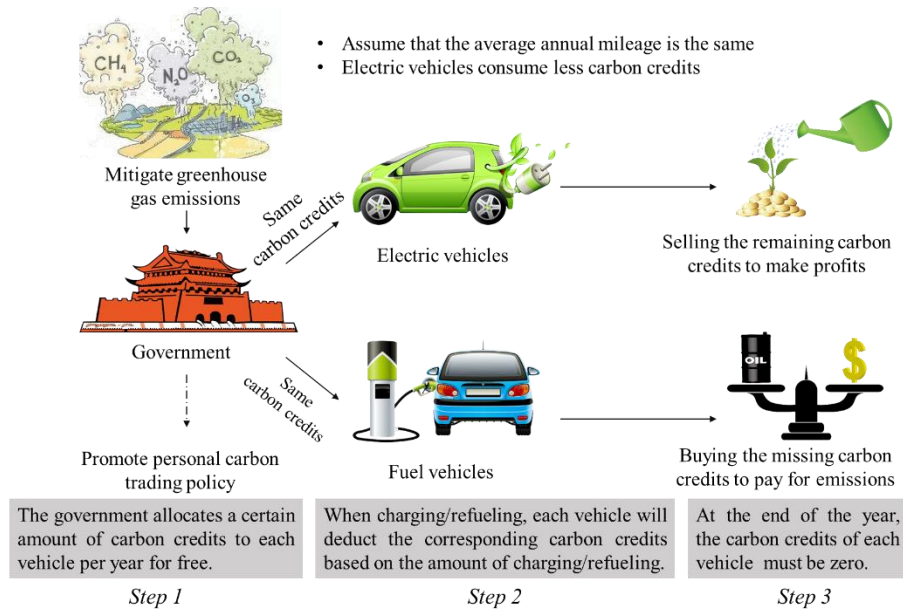 CH4
N2O
CO2
O3
• Assume that the average annual mileage is the same
• Electric vehicles consume less carbon credits
Mitigate greenhouse
gas emissions
Same
carbon credits
Electric vehicles
Selling the remaining carbon
credits to make profits
Government
Same
carbon credits
OIL
$
Promote personal carbon
trading policy
Fuel vehicles
Buying the missing carbon
credits to pay for emissions
The government allocates a certain
amount of carbon credits to each
vehicle per year for free.
When charging/refueling, each vehicle will
deduct the corresponding carbon credits
based on the amount of charging/refueling.
At the end of the year,
the carbon credits of each
vehicle must be zero.
Step 1
Step 2
Step 3